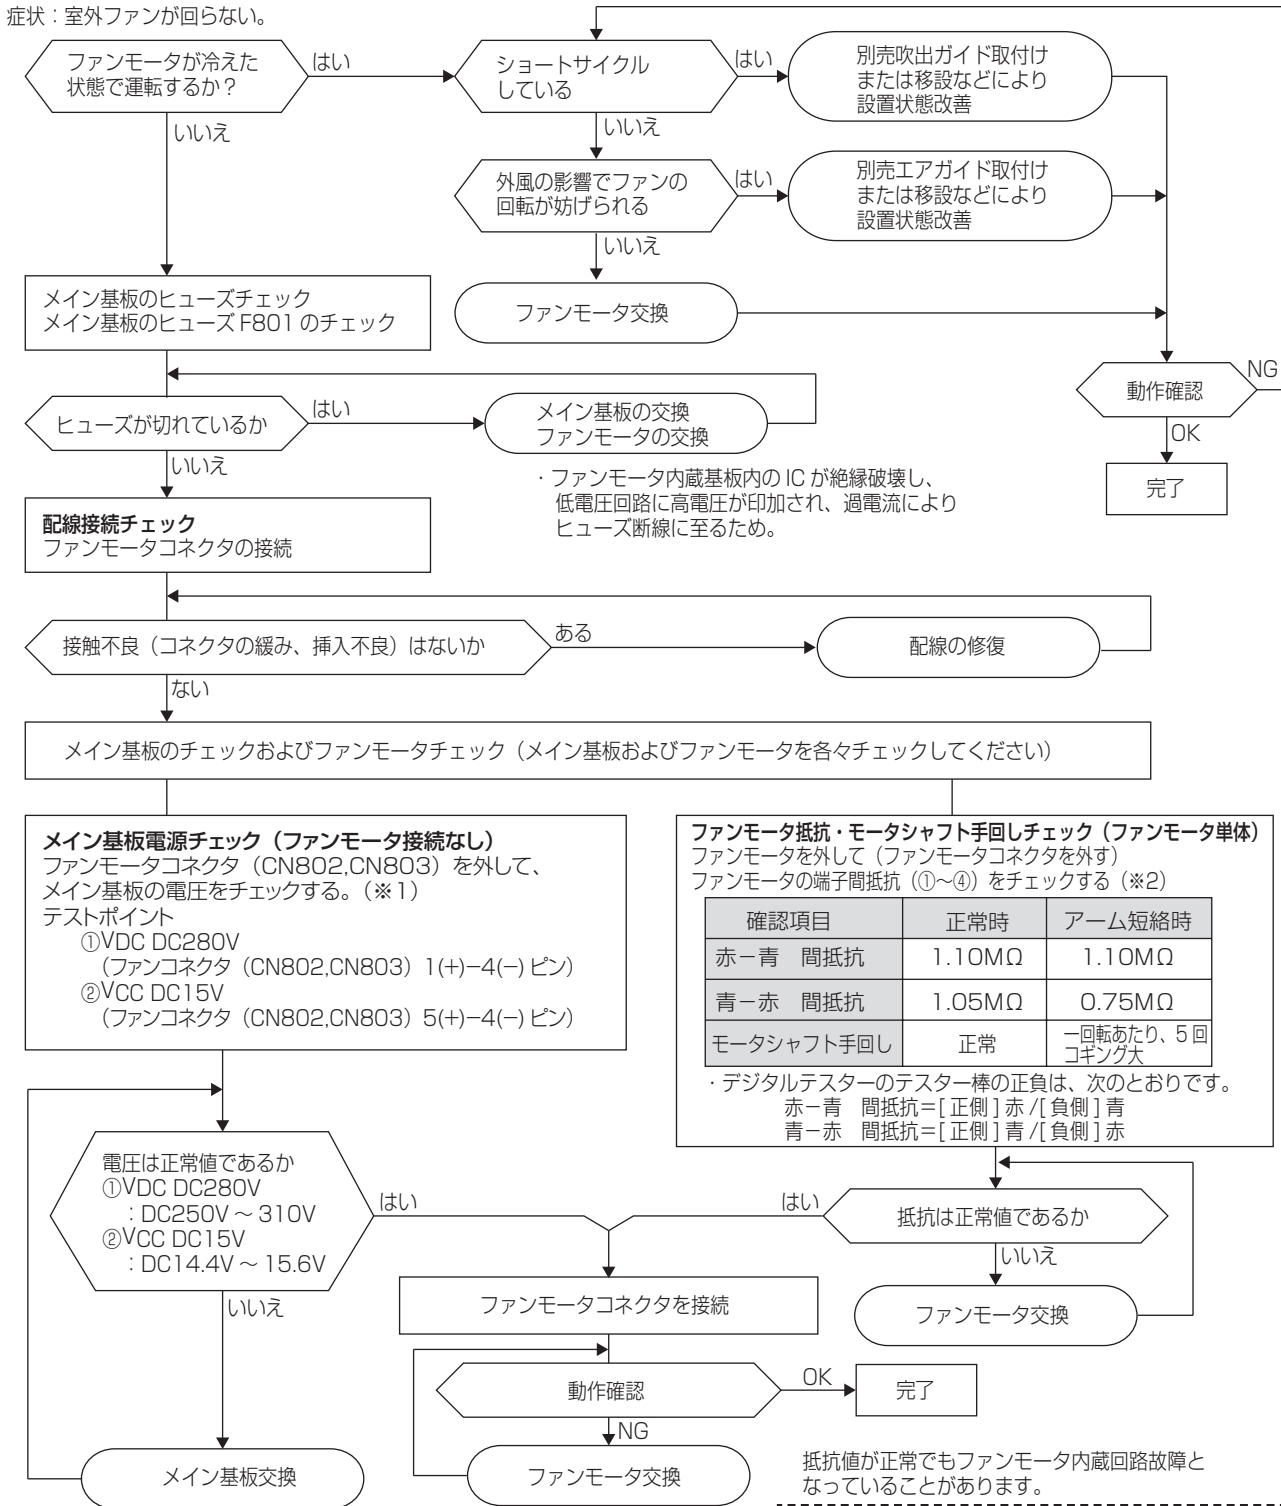 症状：室外ファンが回らない。
ファンモータが冷えた
状態で運転するか？
はい
いいえ
ショートサイクル
している
はい
いいえ
別売吹出ガイド取付け
または移設などにより
設置状態改善
外風の影響でファンの
回転が妨げられる
はい
いいえ
別売エアガイド取付け
または移設などにより
設置状態改善
ファンモータ交換
動作確認
NG
OK
完了
メイン基板のヒューズチェック
メイン基板のヒューズ F801 のチェック
ヒューズが切れているか
はい
いいえ
メイン基板の交換
ファンモータの交換
・ファンモータ内蔵基板内の IC が絶縁破壊し、
低電圧回路に高電圧が印加され、過電流により
ヒューズ断線に至るため。
配線接続チェック
ファンモータコネクタの接続
接触不良（コネクタの緩み、挿入不良）はないか
ある
ない
配線の修復
メイン基板のチェックおよびファンモータチェック（メイン基板およびファンモータを各々チェックしてください）
メイン基板電源チェック（ファンモータ接続なし）
ファンモータコネクタ（CN802,CN803）を外して、
メイン基板の電圧をチェックする。（※1）
テストポイント
①VDC DC280V
（ファンコネクタ（CN802,CN803）1(+)−4(−) ピン）
②VCC DC15V
（ファンコネクタ（CN802,CN803）5(+)−4(−) ピン）
ファンモータ抵抗・モータシャフト手回しチェック（ファンモータ単体）
ファンモータを外して（ファンモータコネクタを外す）
ファンモータの端子間抵抗（①〜④）をチェックする（※2）
確認項目 正常時 アーム短絡時
赤−青 間抵抗 1.10MΩ 1.10MΩ
青−赤 間抵抗 1.05MΩ 0.75MΩ
モータシャフト手回し 正常 一回転あたり、5 回
コギング大
・デジタルテスターのテスター棒の正負は、次のとおりです。
赤−青 間抵抗＝[ 正側 ] 赤 /[ 負側 ] 青
青−赤 間抵抗＝[ 正側 ] 青 /[ 負側 ] 赤
電圧は正常値であるか
①VDC DC280V
：DC250V 〜 310V
②VCC DC15V
：DC14.4V 〜 15.6V
はい
いいえ
はい
抵抗は正常値であるか
いいえ
ファンモータコネクタを接続
ファンモータ交換
動作確認
OK
完了
NG
メイン基板交換
ファンモータ交換
抵抗値が正常でもファンモータ内蔵回路故障と
なっていることがあります。